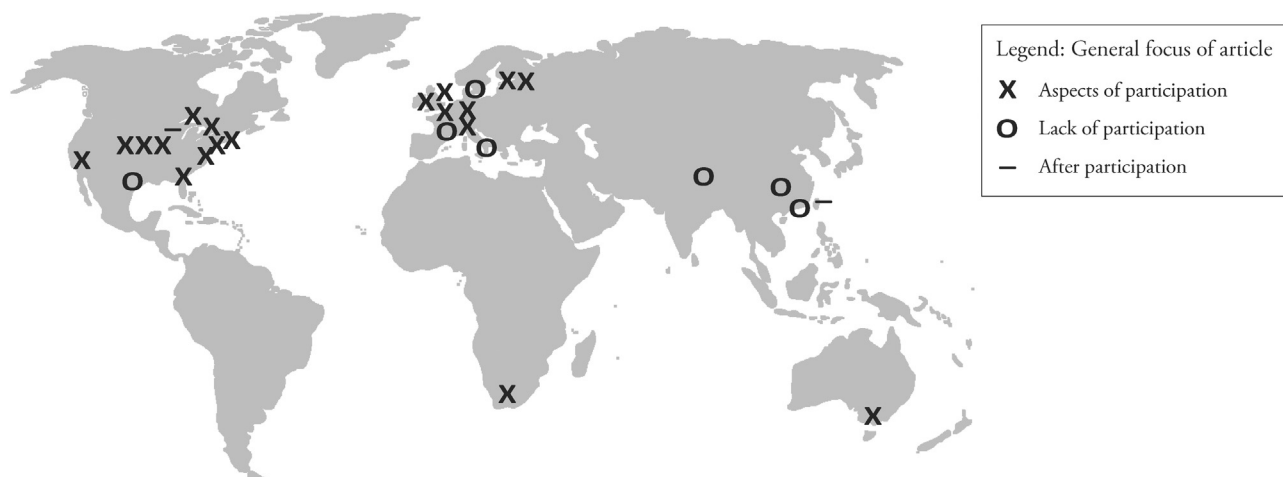 Legend: General focus of article
X Aspects of participation
O Lack of participation
– After participation